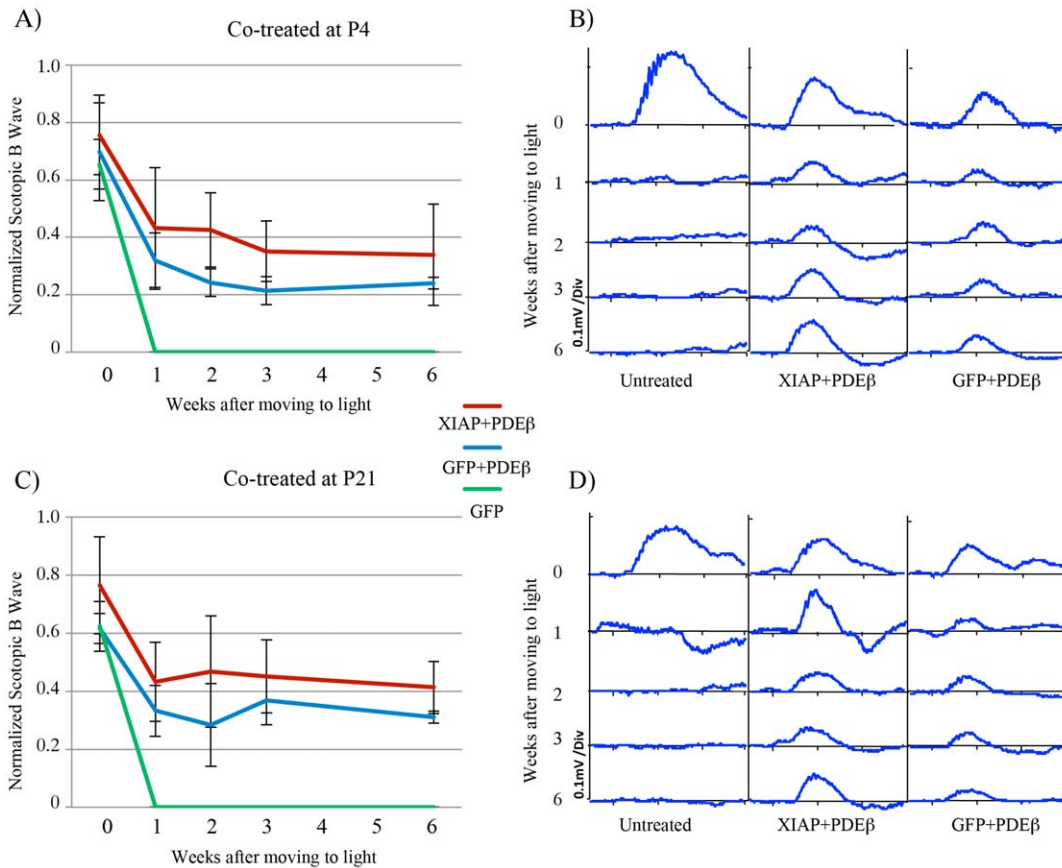 A)
Co-treated at P4
Normalized Scotopic B Wave
1.0
0.8
0.6
0.4
0.2
0
0 1 2 3 4 5 6
Weeks after moving to light
B)
Weeks after moving to light
0.1mV /Div
0
1
2
3
6
Untreated XIAP+PDEβ GFP+PDEβ
XIAP+PDEβ
GFP+PDEβ
GFP
C)
Co-treated at P21
Normalized Scotopic B Wave
1.0
0.8
0.6
0.4
0.2
0
0 1 2 3 4 5 6
Weeks after moving to light
D)
Weeks after moving to light
0.1mV /Div
0
1
2
3
6
Untreated XIAP+PDEβ GFP+PDEβ